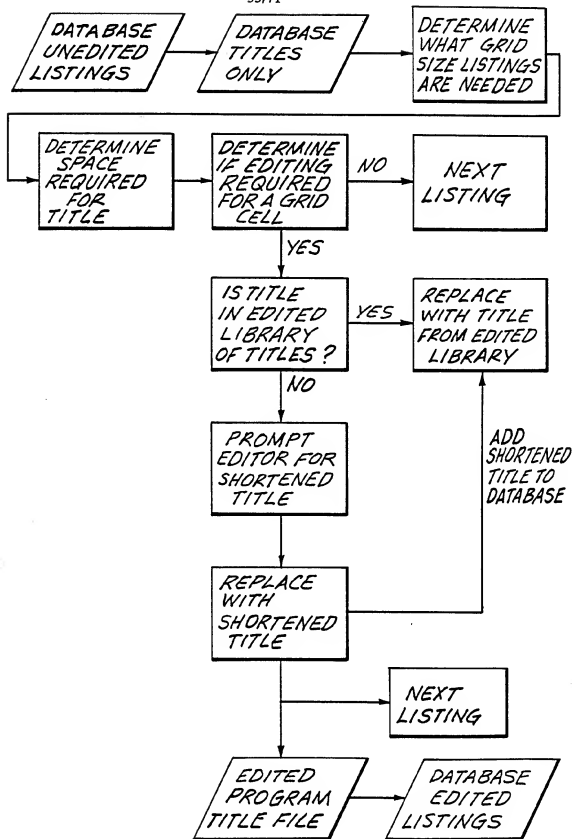 DATABASE
UNEDITED
LISTINGS
DATABASE
TITLES
ONLY
DETERMINE
WHAT GRID
SIZE LISTINGS
ARE NEEDED
DETERMINE
SPACE
REQUIRED
FOR
TITLE
DETERMINE
IF EDITING
REQUIRED
FOR A GRID
CELL
NO
NEXT
LISTING
YES
IS TITLE
IN EDITED
LIBRARY
OF TITLES?
YES
REPLACE
WITH TITLE
FROM EDITED
LIBRARY
NO
PROMPT
EDITOR FOR
SHORTENED
TITLE
ADD
SHORTENED
TITLE TO
DATABASE
REPLACE
WITH
SHORTENED
TITLE
NEXT
LISTING
EDITED
PROGRAM
TITLE FILE
DATABASE
EDITED
LISTINGS